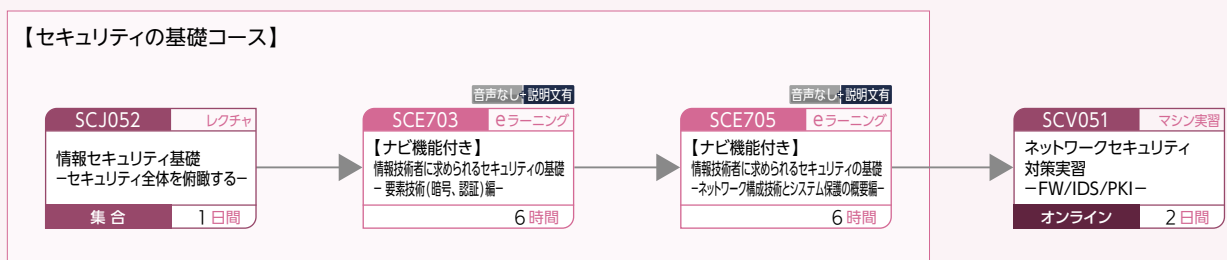 【セキュリティの基礎コース】
SCJ052 レクチャ
情報セキュリティ基礎
−セキュリティ全体を俯瞰する−
集合 1日間
音声なし+説明文有
SCE703 eラーニング
【ナビ機能付き】
情報技術者に求められるセキュリティの基礎
− 要素技術(暗号、認証)編−
6時間
音声なし+説明文有
SCE705 eラーニング
【ナビ機能付き】
情報技術者に求められるセキュリティの基礎
−ネットワーク構成技術とシステム保護の概要編−
6時間
SCV051 マシン実習
ネットワークセキュリティ
対策実習
−FW/IDS/PKI−
オンライン 2日間